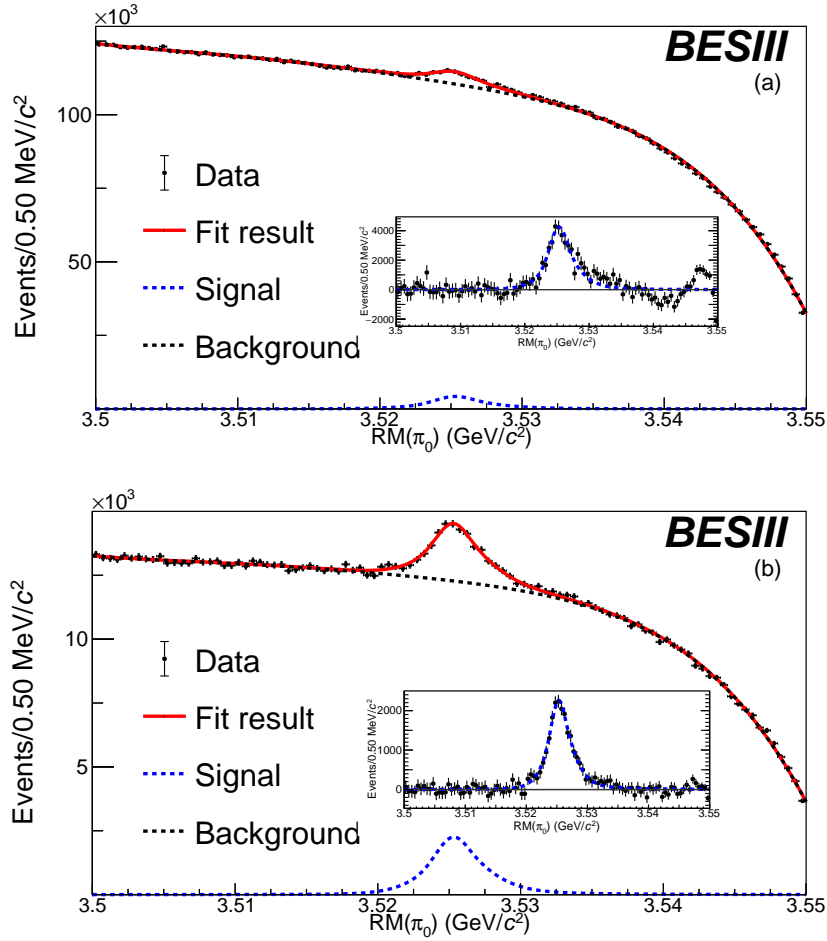 ×10³
BESIII
(a)
100
50
Events/0.50 MeV/c²
Data
Fit result
Signal
Background
4000
2000
0
−2000
Events/0.50 MeV/c²
3.5 3.51 3.52 3.53 3.54 3.55
RM(π₀) (GeV/c²)
3.5 3.51 3.52 3.53 3.54 3.55
RM(π₀) (GeV/c²)
×10³
BESIII
(b)
10
5
Events/0.50 MeV/c²
Data
Fit result
Signal
Background
2000
1000
0
Events/0.50 MeV/c²
3.5 3.51 3.52 3.53 3.54 3.55
RM(π₀) (GeV/c²)
3.5 3.51 3.52 3.53 3.54 3.55
RM(π₀) (GeV/c²)